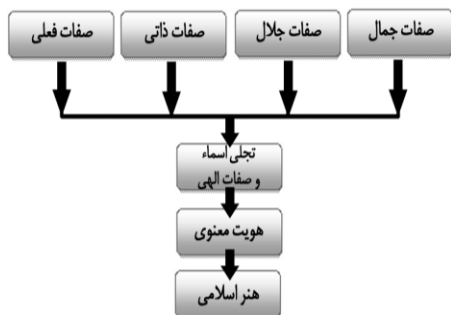 صفات جمال
صفات جلال
صفات ذاتی
صفات فعلی
تجلی اسماء
و صفات الهی
هویت معنوی
هنر اسلامی